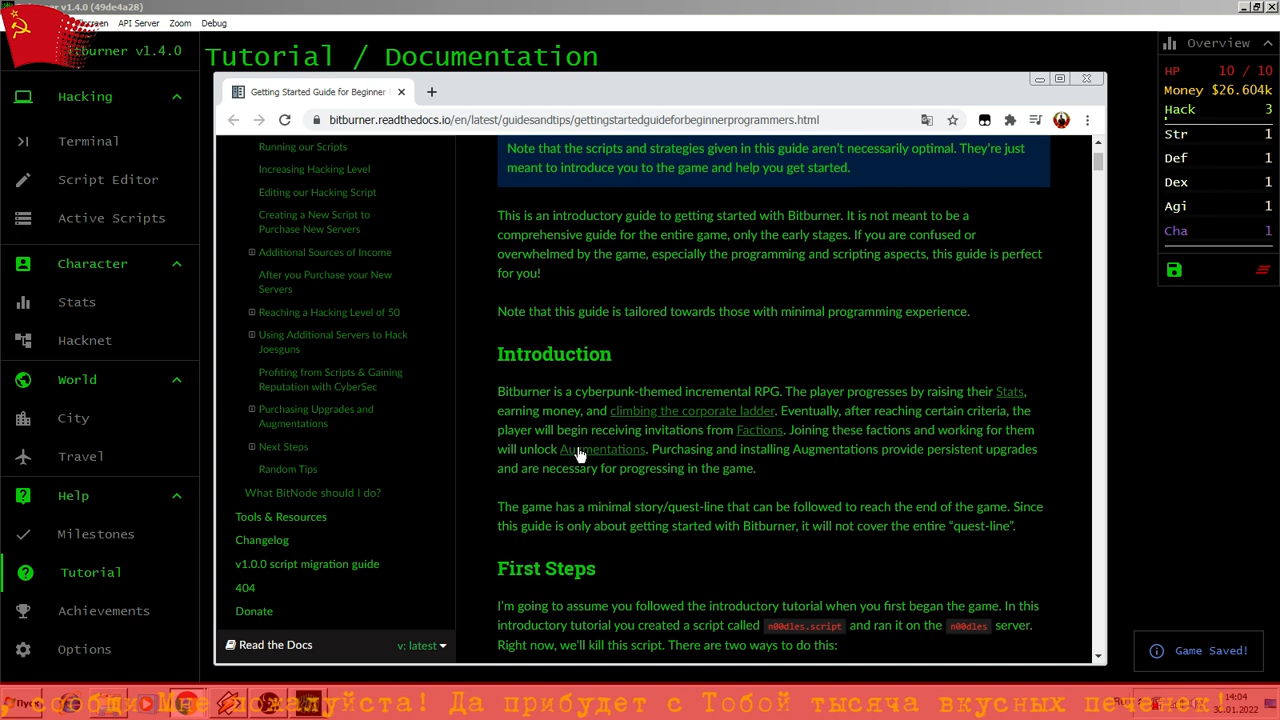 v1.4.0 (49de4a28)
API Server Zoom Debug
burner v1.4.0
Hacking
Terminal
Script Editor
Active Scripts
Character
Stats
Hacknet
World
City
Travel
Help
Milestones
Tutorial
Achievements
Options
Tutorial / Documentation
Getting Started Guide for Beginner
bitburner.readthedocs.io/en/latest/guidesandtips/gettingstartedguideforbeginnerprogrammers.html
Running our Scripts
Increasing Hacking Level
Editing our Hacking Script
Creating a New Script to
Purchase New Servers
Additional Sources of Income
After you Purchase your New
Servers
Reaching a Hacking Level of 50
Using Additional Servers to Hack
Joesguns
Profiting from Scripts & Gaining
Reputation with CyberSec
Purchasing Upgrades and
Augmentations
Next Steps
Random Tips
What BitNode should I do?
Tools & Resources
Changelog
v1.0.0 script migration guide
404
Donate
Read the Docs v: latest
Note that the scripts and strategies given in this guide aren't necessarily optimal. They're just
meant to introduce you to the game and help you get started.
This is an introductory guide to getting started with Bitburner. It is not meant to be a
comprehensive guide for the entire game, only the early stages. If you are confused or
overwhelmed by the game, especially the programming and scripting aspects, this guide is perfect
for you!
Note that this guide is tailored towards those with minimal programming experience.
Introduction
Bitburner is a cyberpunk-themed incremental RPG. The player progresses by raising their Stats,
earning money, and climbing the corporate ladder. Eventually, after reaching certain criteria, the
player will begin receiving invitations from Factions. Joining these factions and working for them
will unlock Augmentations. Purchasing and installing Augmentations provide persistent upgrades
and are necessary for progressing in the game.
The game has a minimal story/quest-line that can be followed to reach the end of the game. Since
this guide is only about getting started with Bitburner, it will not cover the entire "quest-line".
First Steps
I'm going to assume you followed the introductory tutorial when you first began the game. In this
introductory tutorial you created a script called n00dles.script and ran it on the n00dles server.
Right now, we'll kill this script. There are two ways to do this:
Overview
HP 10 / 10
Money $26.604k
Hack 3
Str 1
Def 1
Dex 1
Agi 1
Cha 1
Game Saved!
сообщи Мне пожалуйста! Да прибудет с Тобой тысяча вкусных печенек!
Пуск
14:04
30.01.2022